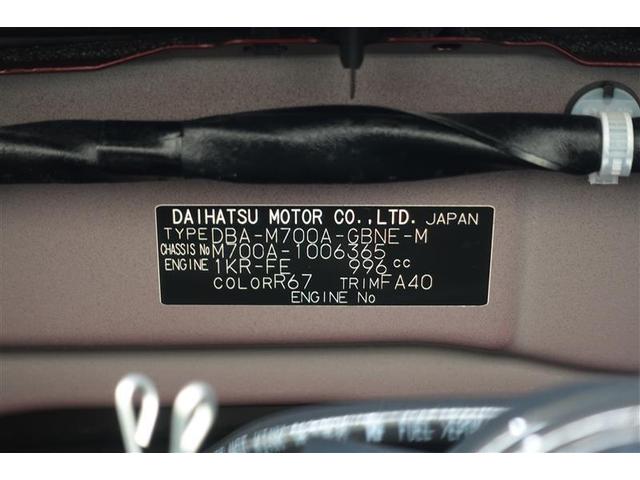 DAIHATSU MOTOR CO.,LTD. JAPAN
TYPE DBA-M700A-GBNE-M
CHASSIS NO M700A-1006365
ENGINE 1KR-FE 996 cc
COLOR R67 TRIM FA40
ENGINE No